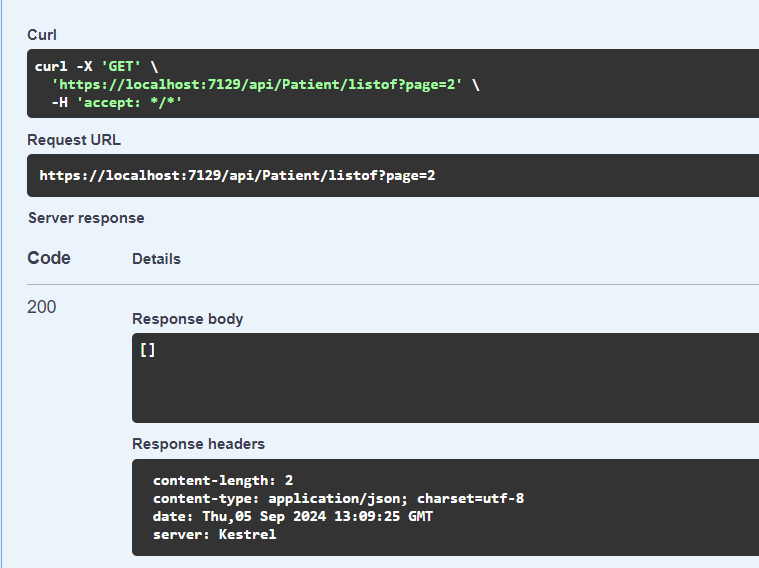 Curl
curl -X 'GET' \
'https://localhost:7129/api/Patient/listof?page=2' \
-H 'accept: */*'
Request URL
https://localhost:7129/api/Patient/listof?page=2
Server response
Code Details
200
Response body
[]
Response headers
content-length: 2
content-type: application/json; charset=utf-8
date: Thu,05 Sep 2024 13:09:25 GMT
server: Kestrel